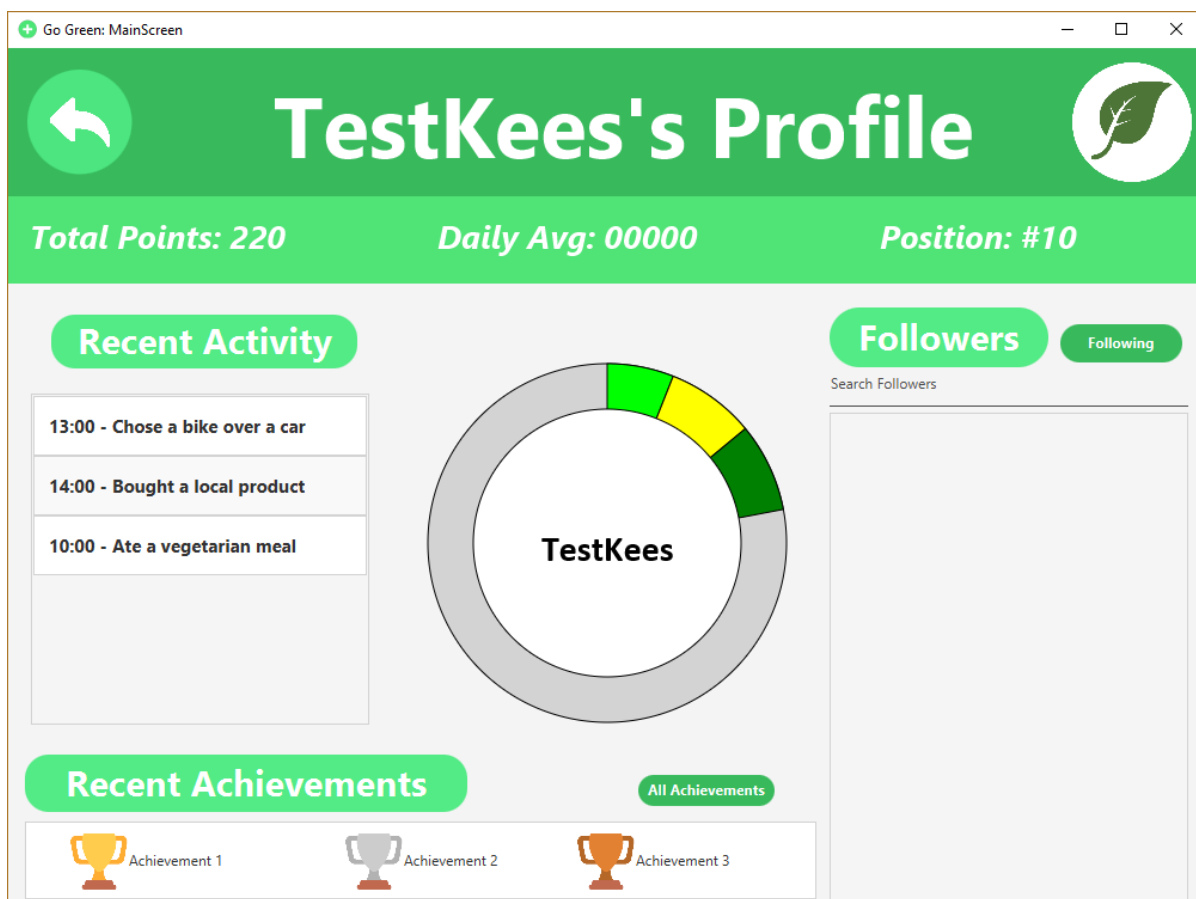 Go Green: MainScreen
TestKees's Profile
Total Points: 220
Daily Avg: 00000
Position: #10
Recent Activity
13:00 - Chose a bike over a car
14:00 - Bought a local product
10:00 - Ate a vegetarian meal
TestKees
Followers
Following
Search Followers
Recent Achievements
All Achievements
Achievement 1
Achievement 2
Achievement 3